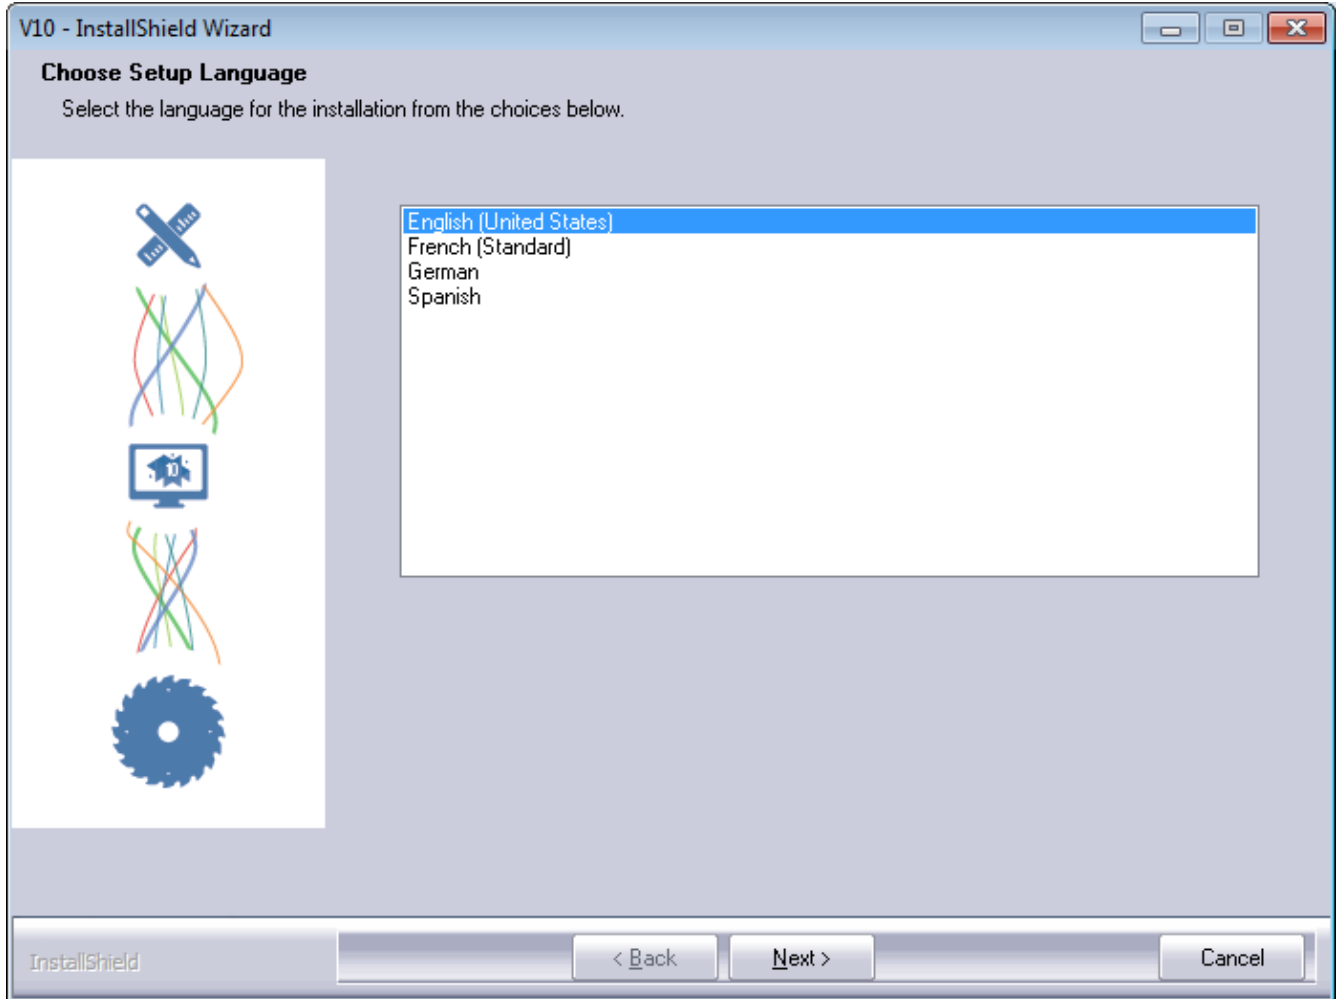 V10 - InstallShield Wizard
Choose Setup Language
Select the language for the installation from the choices below.
English (United States)
French (Standard)
German
Spanish
10
InstallShield
< Back
Next >
Cancel